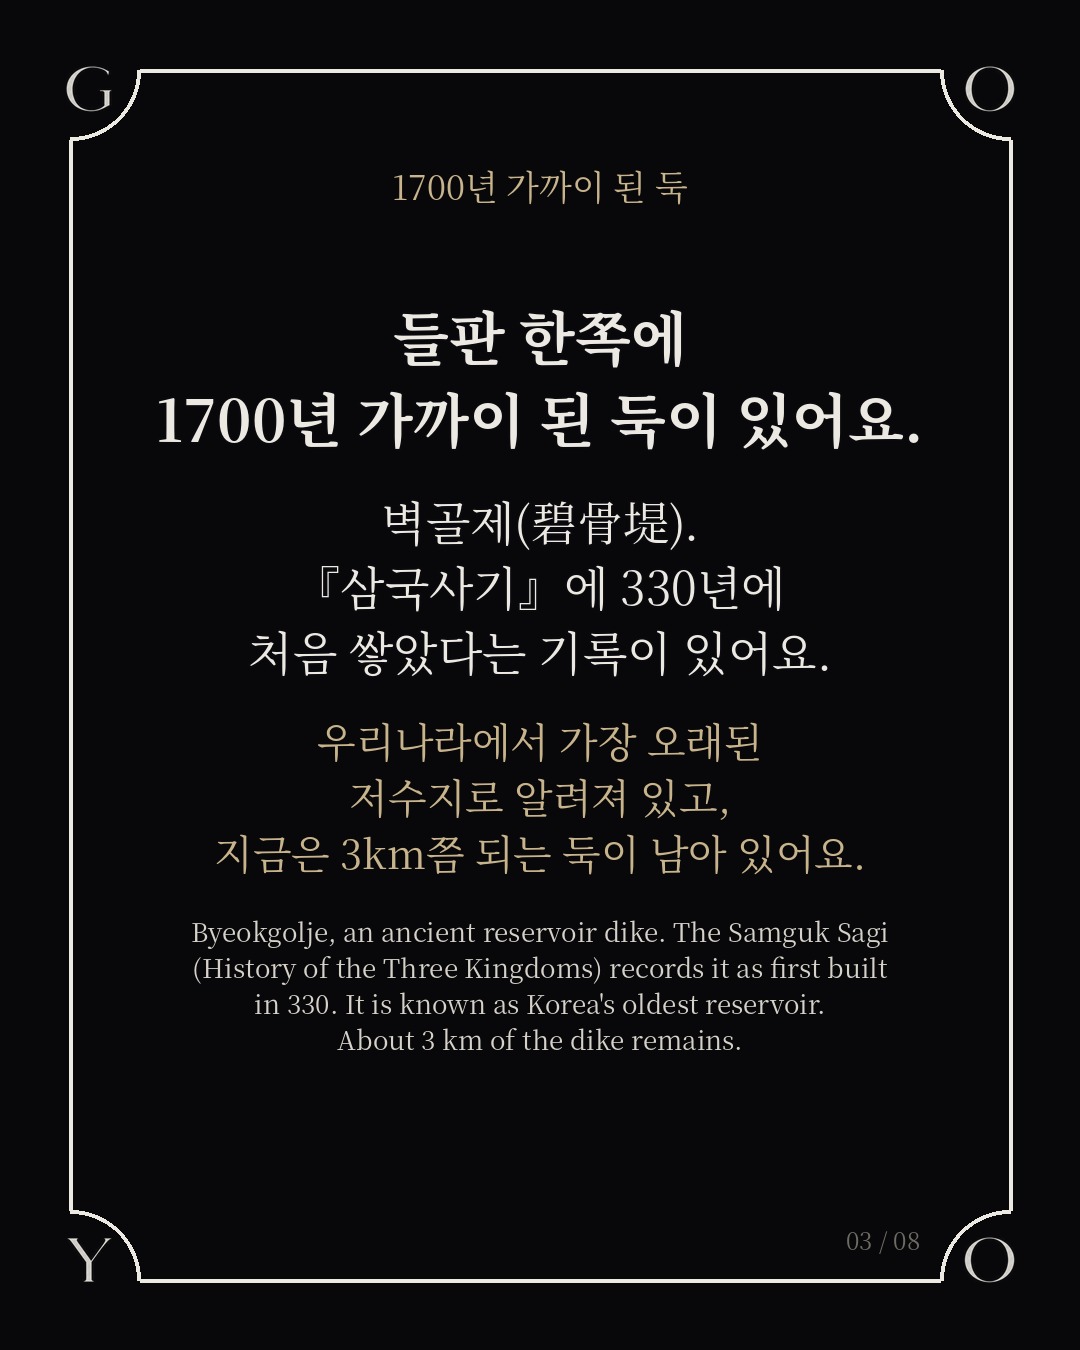 G
O
1700년 가까이 된 둑
들판 한쪽에
1700년 가까이 된 둑이 있어요.
벽골제(碧骨堤).
『삼국사기』에 330년에
처음 쌓았다는 기록이 있어요.
우리나라에서 가장 오래된
저수지로 알려져 있고,
지금은 3km쯤 되는 둑이 남아 있어요.
Byeokgolje, an ancient reservoir dike. The Samguk Sagi
(History of the Three Kingdoms) records it as first built
in 330. It is known as Korea's oldest reservoir.
About 3 km of the dike remains.
03 / 08
Y
O